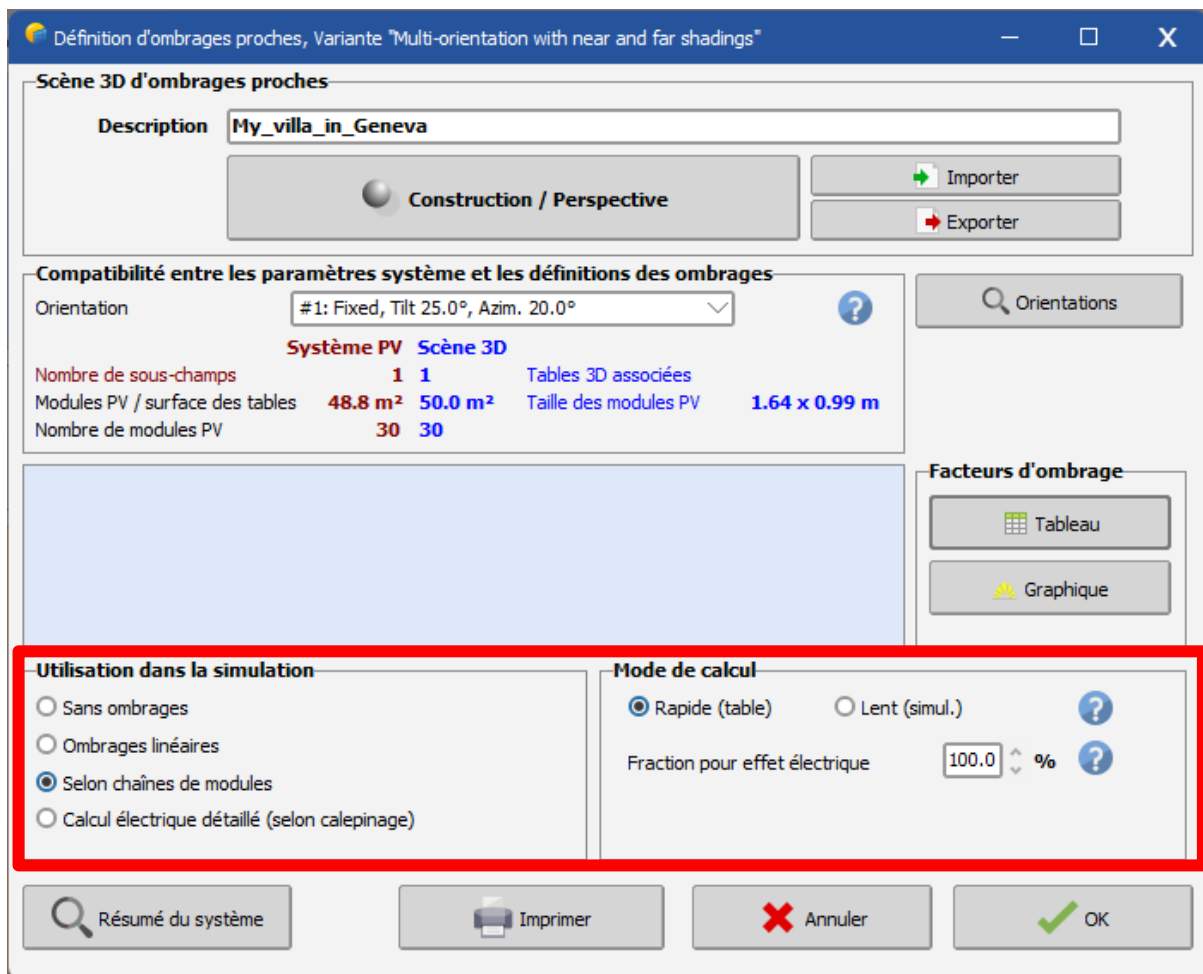 Définition d'ombrages proches, Variante "Multi-orientation with near and far shadings"
Scène 3D d'ombrages proches
Description My_villa_in_Geneva
Construction / Perspective
Importer
Exporter
Compatibilité entre les paramètres système et les définitions des ombrages
Orientation #1: Fixed, Tilt 25.0°, Azim. 20.0°
Orientations
Système PV Scène 3D
Nombre de sous-champs 1 1 Tables 3D associées
Modules PV / surface des tables 48.8 m² 50.0 m² Taille des modules PV 1.64 x 0.99 m
Nombre de modules PV 30 30
Facteurs d'ombrage
Tableau
Graphique
Utilisation dans la simulation
Sans ombrages
Ombrages linéaires
Selon chaînes de modules
Calcul électrique détaillé (selon calepinage)
Mode de calcul
Rapide (table) Lent (simul.)
Fraction pour effet électrique 100.0 %
Résumé du système Imprimer Annuler OK